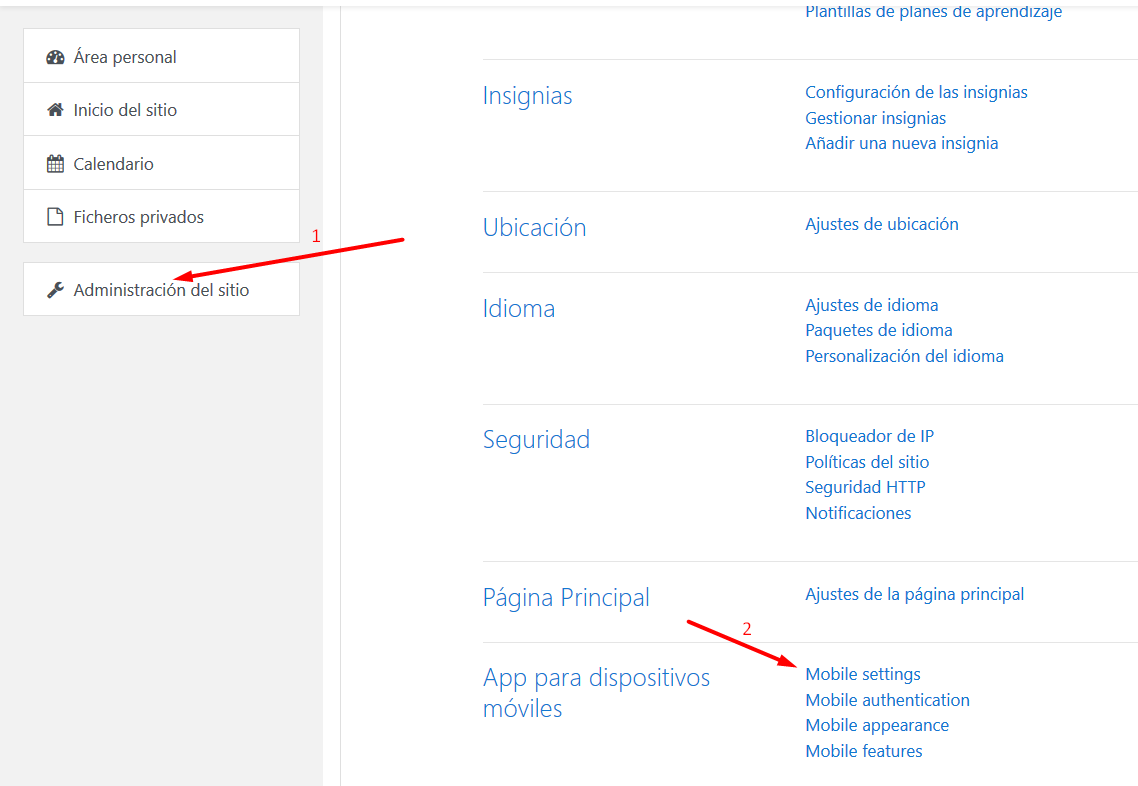 Plantillas de planes de aprendizaje
Área personal
Inicio del sitio
Calendario
Ficheros privados
1
Administración del sitio
Insignias
Configuración de las insignias
Gestionar insignias
Añadir una nueva insignia
Ubicación
Ajustes de ubicación
Idioma
Ajustes de idioma
Paquetes de idioma
Personalización del idioma
Seguridad
Bloqueador de IP
Políticas del sitio
Seguridad HTTP
Notificaciones
Página Principal
Ajustes de la página principal
2
App para dispositivos
móviles
Mobile settings
Mobile authentication
Mobile appearance
Mobile features